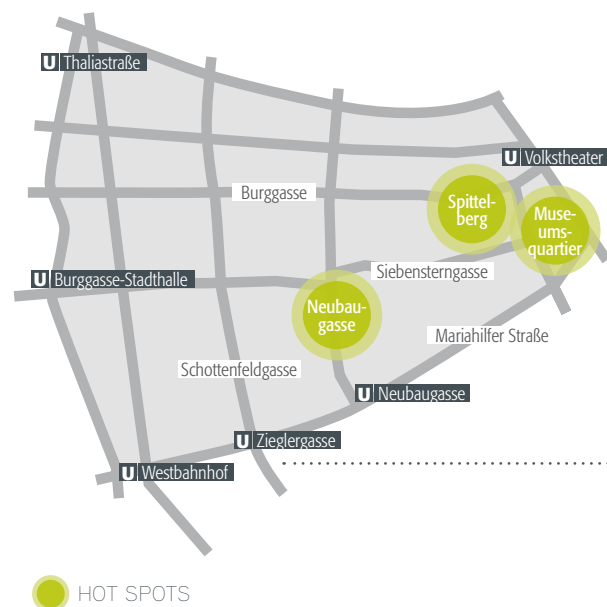 U Thaliastraße
U Volkstheater
Burggasse
Spittel-
berg
Muse-
ums-
quartier
Siebensterngasse
U Burggasse-Stadthalle
Neubau-
gasse
Mariahilfer Straße
Schottenfeldgasse
U Neubaugasse
U Zieglergasse
U Westbahnhof
HOT SPOTS